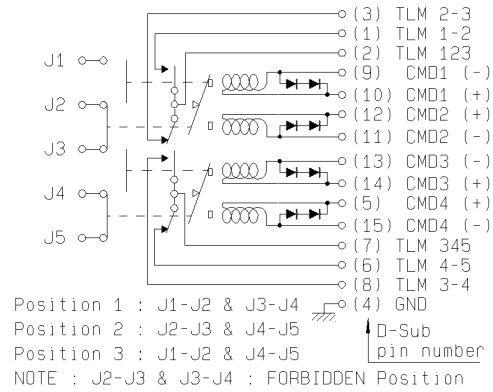 (3) TLM 2-3
(1) TLM 1-2
(2) TLM 123
J1
(9) CMD1 (-)
(10) CMD1 (+)
J2
(12) CMD2 (+)
(11) CMD2 (-)
J3
(13) CMD3 (-)
(14) CMD3 (+)
J4
(5) CMD4 (+)
(15) CMD4 (-)
J5
(7) TLM 345
(6) TLM 4-5
(8) TLM 3-4
Position 1 : J1-J2 & J3-J4
(4) GND
Position 2 : J2-J3 & J4-J5
D-Sub
pin number
Position 3 : J1-J2 & J4-J5
NOTE : J2-J3 & J3-J4 : FORBIDDEN Position